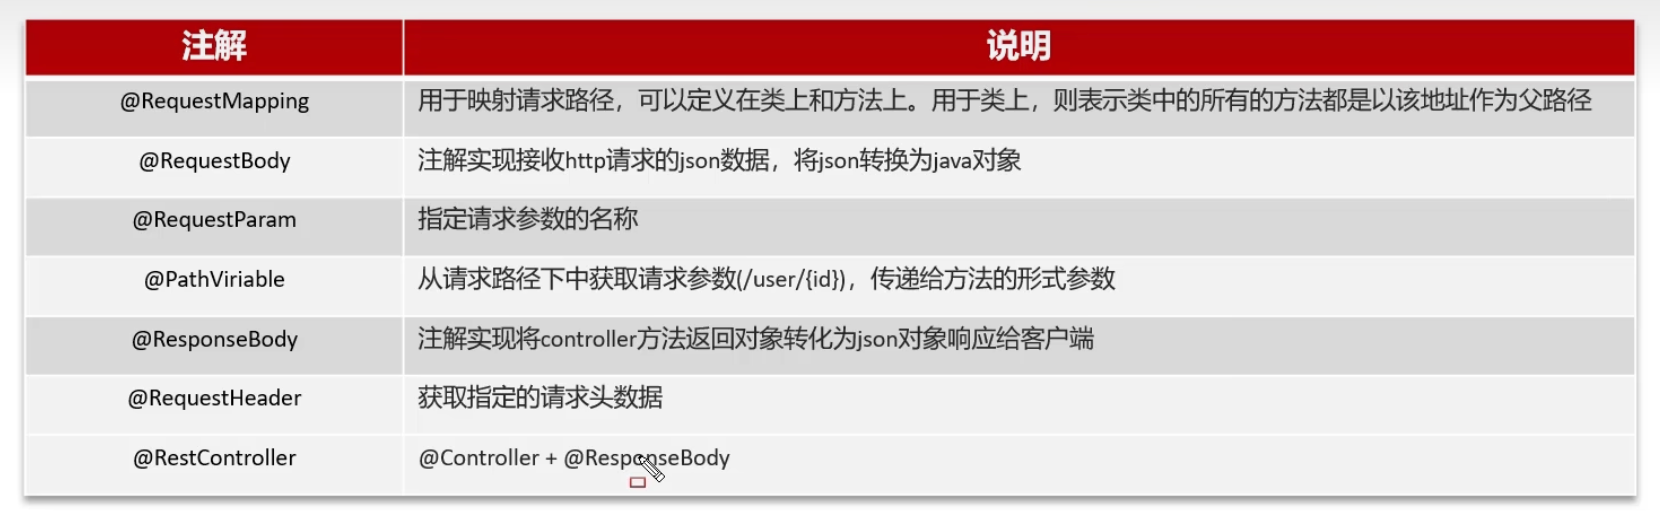 注解 说明
@RequestMapping 用于映射请求路径，可以定义在类上和方法上。用于类上，则表示类中的所有的方法都是以该地址作为父路径
@RequestBody 注解实现接收http请求的json数据，将json转换为java对象
@RequestParam 指定请求参数的名称
@PathViriable 从请求路径下中获取请求参数(/user/{id})，传递给方法的形式参数
@ResponseBody 注解实现将controller方法返回对象转化为json对象响应给客户端
@RequestHeader 获取指定的请求头数据
@RestController @Controller + @ResponseBody